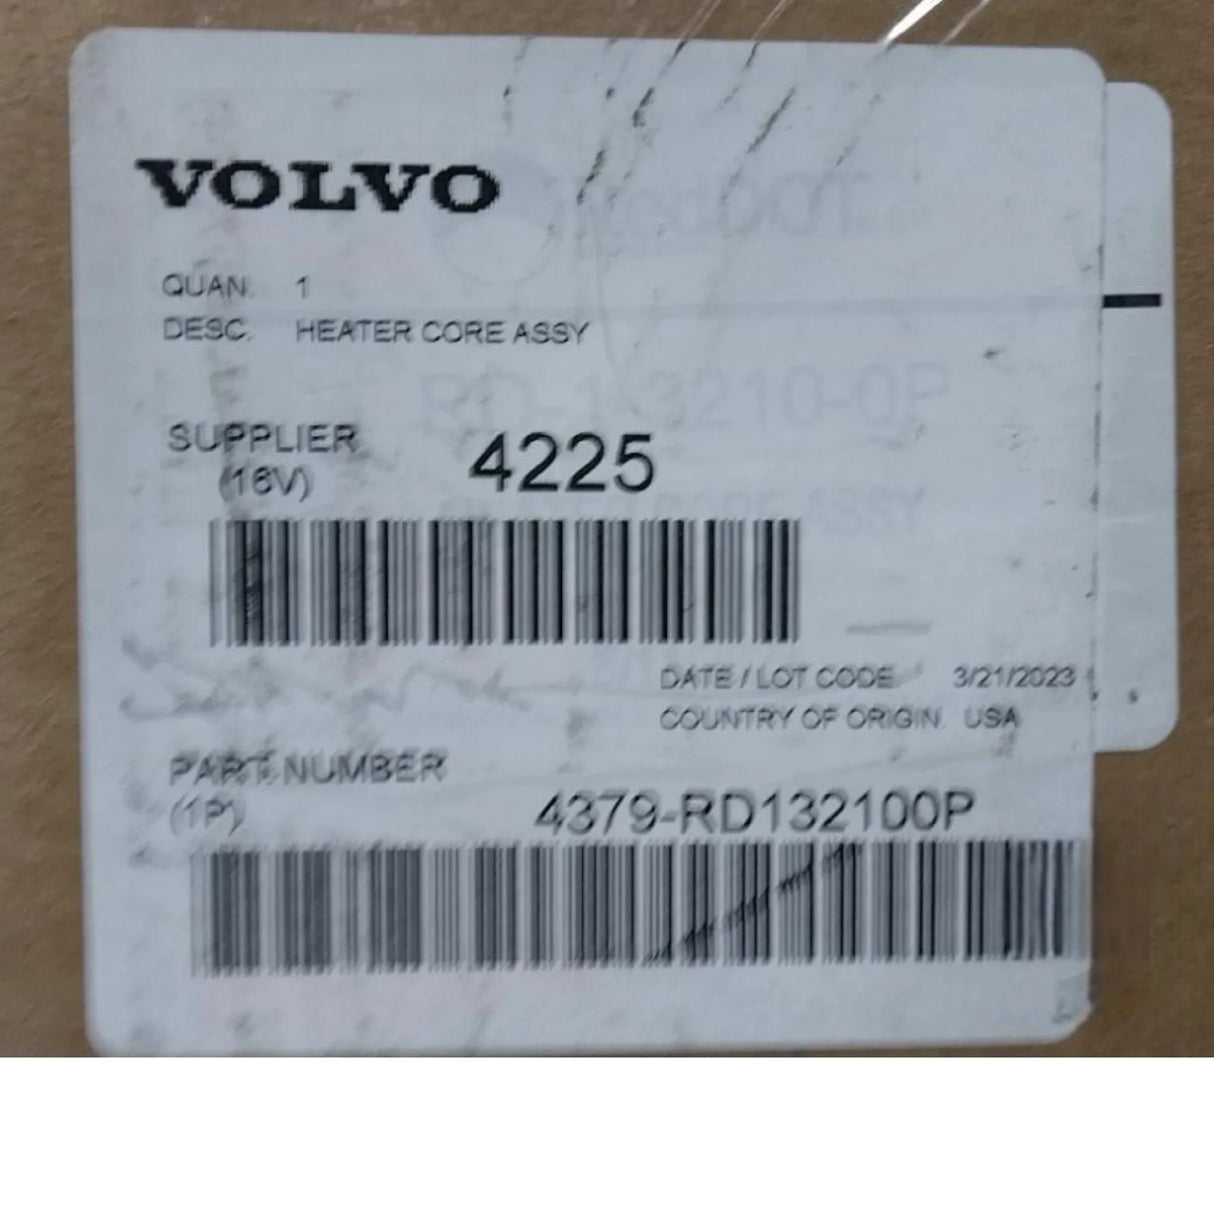 VOLVO
QUAN. 1
DESC. HEATER CORE ASSY
SUPPLIER 4225
(16V)
DATE / LOT CODE 3/21/2023
COUNTRY OF ORIGIN. USA
PART NUMBER
(1P) 4379-RD132100P